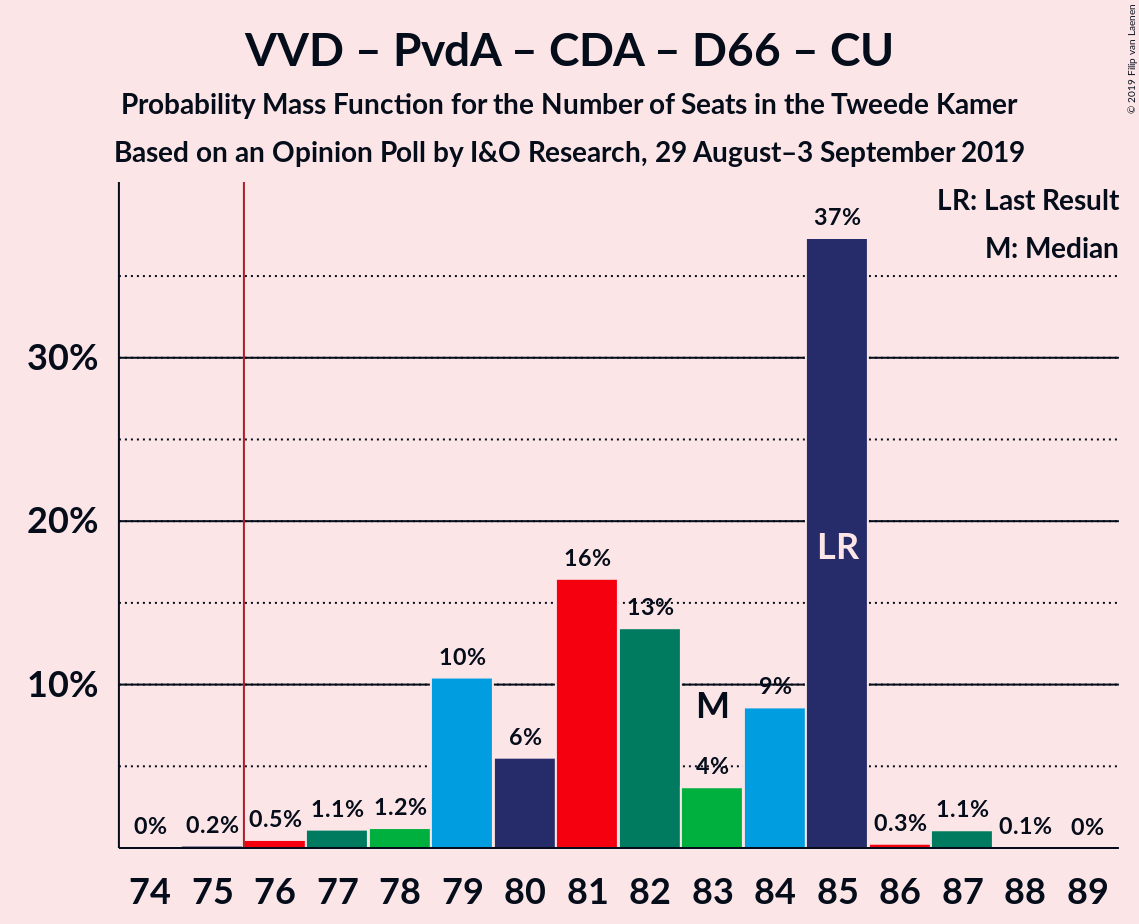 VVD – PvdA – CDA – D66 – CU
Probability Mass Function for the Number of Seats in the Tweede Kamer
Based on an Opinion Poll by I&O Research, 29 August–3 September 2019
© 2019 Filip van Laenen
LR: Last Result
M: Median
37%
30%
20%
10%
LR
16%
13%
10%
M
9%
6%
4%
0%
0.2%
0.5%
1.1%
1.2%
0.3%
1.1%
0.1%
0%
74 75 76 77 78 79 80 81 82 83 84 85 86 87 88 89